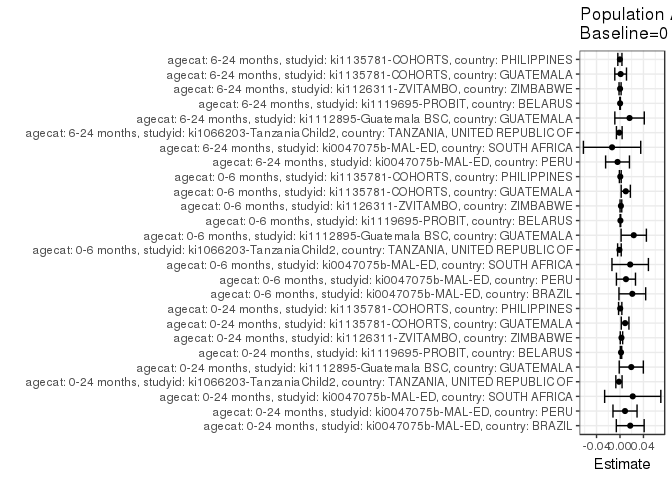 Population
Baseline=0
agecat: 6-24 months, studyid: ki1135781-COHORTS, country: PHILIPPINES
agecat: 6-24 months, studyid: ki1135781-COHORTS, country: GUATEMALA
agecat: 6-24 months, studyid: ki1126311-ZVITAMBO, country: ZIMBABWE
agecat: 6-24 months, studyid: ki1119695-PROBIT, country: BELARUS
agecat: 6-24 months, studyid: ki1112895-Guatemala BSC, country: GUATEMALA
agecat: 6-24 months, studyid: ki1066203-TanzaniaChild2, country: TANZANIA, UNITED REPUBLIC OF
agecat: 6-24 months, studyid: ki0047075b-MAL-ED, country: SOUTH AFRICA
agecat: 6-24 months, studyid: ki0047075b-MAL-ED, country: PERU
agecat: 0-6 months, studyid: ki1135781-COHORTS, country: PHILIPPINES
agecat: 0-6 months, studyid: ki1135781-COHORTS, country: GUATEMALA
agecat: 0-6 months, studyid: ki1126311-ZVITAMBO, country: ZIMBABWE
agecat: 0-6 months, studyid: ki1119695-PROBIT, country: BELARUS
agecat: 0-6 months, studyid: ki1112895-Guatemala BSC, country: GUATEMALA
agecat: 0-6 months, studyid: ki1066203-TanzaniaChild2, country: TANZANIA, UNITED REPUBLIC OF
agecat: 0-6 months, studyid: ki0047075b-MAL-ED, country: SOUTH AFRICA
agecat: 0-6 months, studyid: ki0047075b-MAL-ED, country: PERU
agecat: 0-6 months, studyid: ki0047075b-MAL-ED, country: BRAZIL
agecat: 0-24 months, studyid: ki1135781-COHORTS, country: PHILIPPINES
agecat: 0-24 months, studyid: ki1135781-COHORTS, country: GUATEMALA
agecat: 0-24 months, studyid: ki1126311-ZVITAMBO, country: ZIMBABWE
agecat: 0-24 months, studyid: ki1119695-PROBIT, country: BELARUS
agecat: 0-24 months, studyid: ki1112895-Guatemala BSC, country: GUATEMALA
agecat: 0-24 months, studyid: ki1066203-TanzaniaChild2, country: TANZANIA, UNITED REPUBLIC OF
agecat: 0-24 months, studyid: ki0047075b-MAL-ED, country: SOUTH AFRICA
agecat: 0-24 months, studyid: ki0047075b-MAL-ED, country: PERU
agecat: 0-24 months, studyid: ki0047075b-MAL-ED, country: BRAZIL
-0.04 0.00 0.04
Estimate